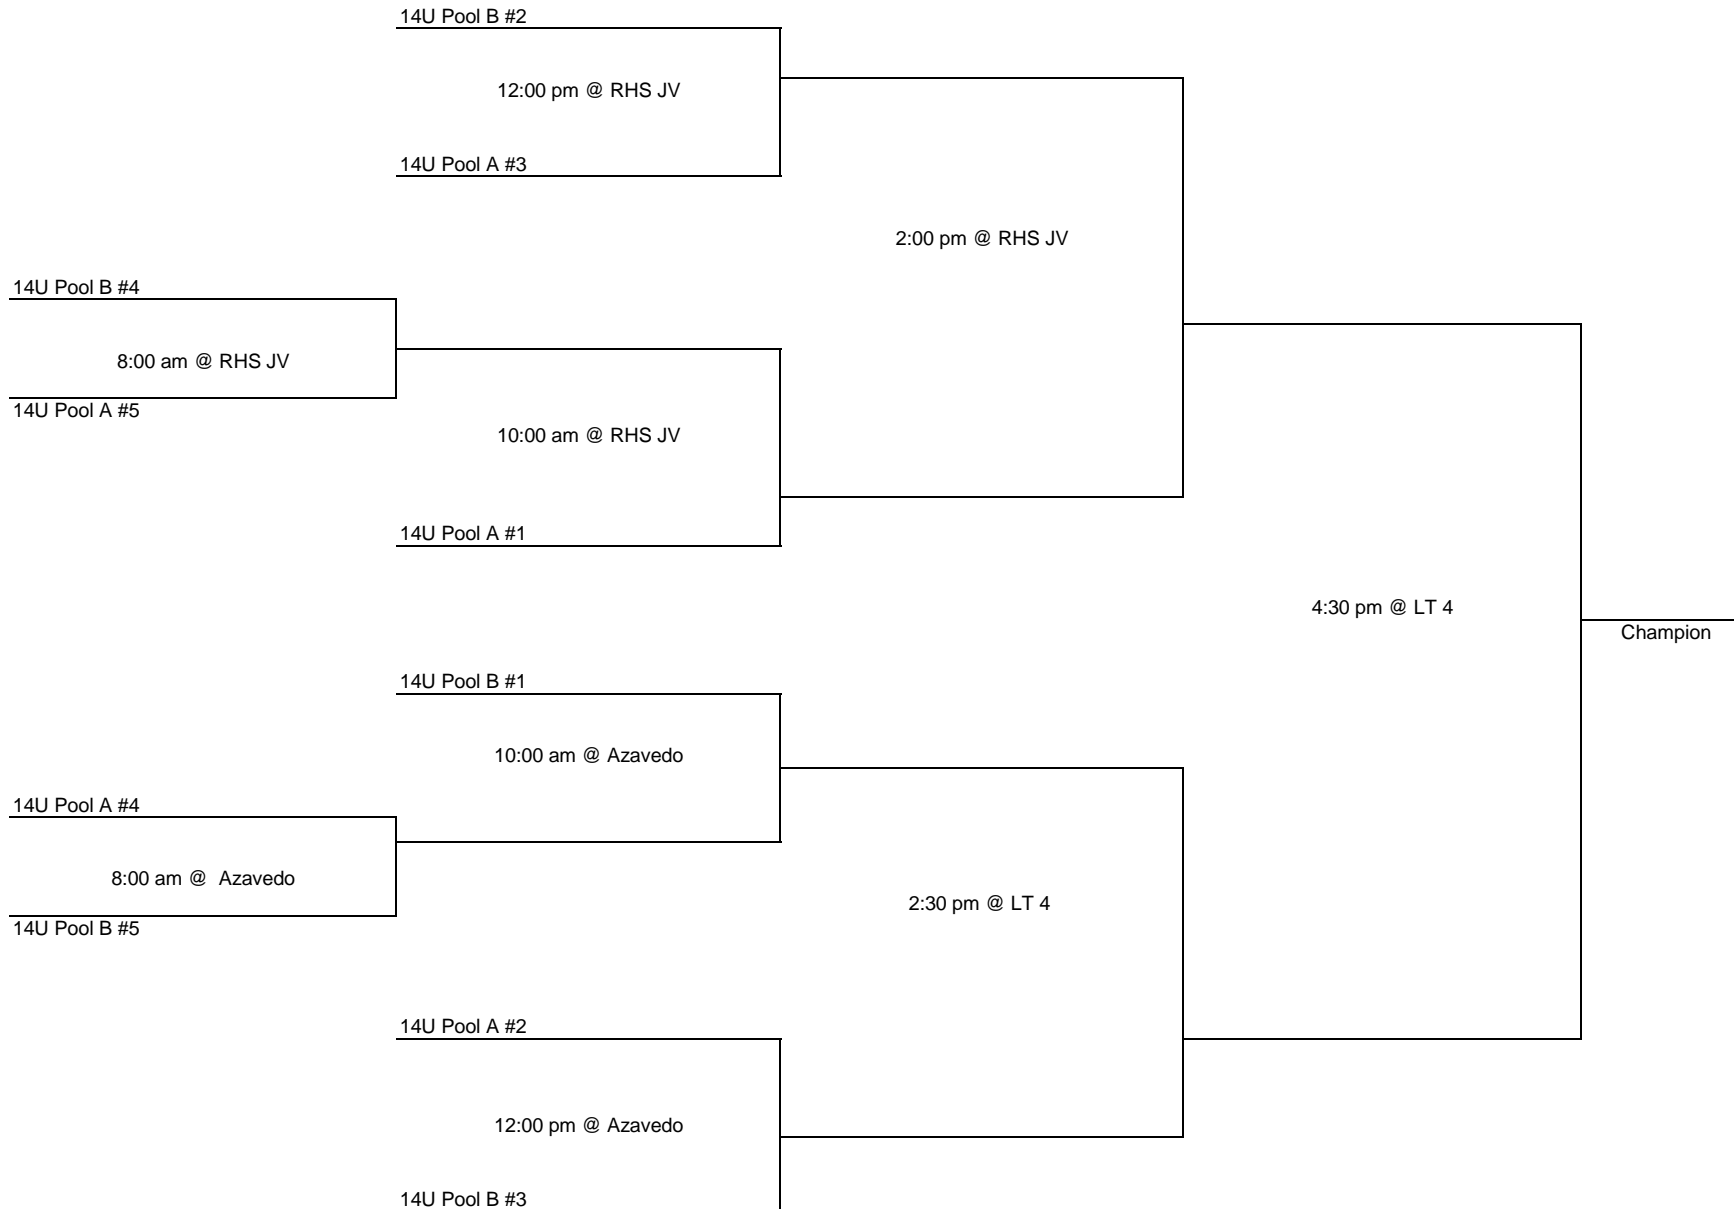 14U Pool B #2
12:00 pm @ RHS JV
14U Pool A #3
2:00 pm @ RHS JV
14U Pool B #4
8:00 am @ RHS JV
14U Pool A #5
10:00 am @ RHS JV
14U Pool A #1
4:30 pm @ LT 4
Champion
14U Pool B #1
10:00 am @ Azavedo
14U Pool A #4
8:00 am @  Azavedo
14U Pool B #5
2:30 pm @ LT 4
14U Pool A #2
12:00 pm @ Azavedo
14U Pool B #3